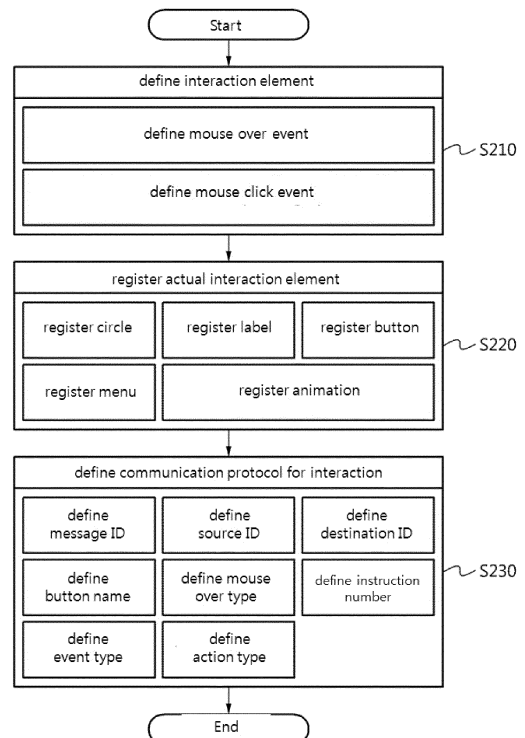 Start
define interaction element
define mouse over event
S210
define mouse click event
register actual interaction element
register circle
register label
register button
S220
register menu
register animation
define communication protocol for interaction
define
message ID
define
source ID
define
destination ID
S230
define
button name
define mouse
over type
define instruction
number
define
event type
define
action type
End